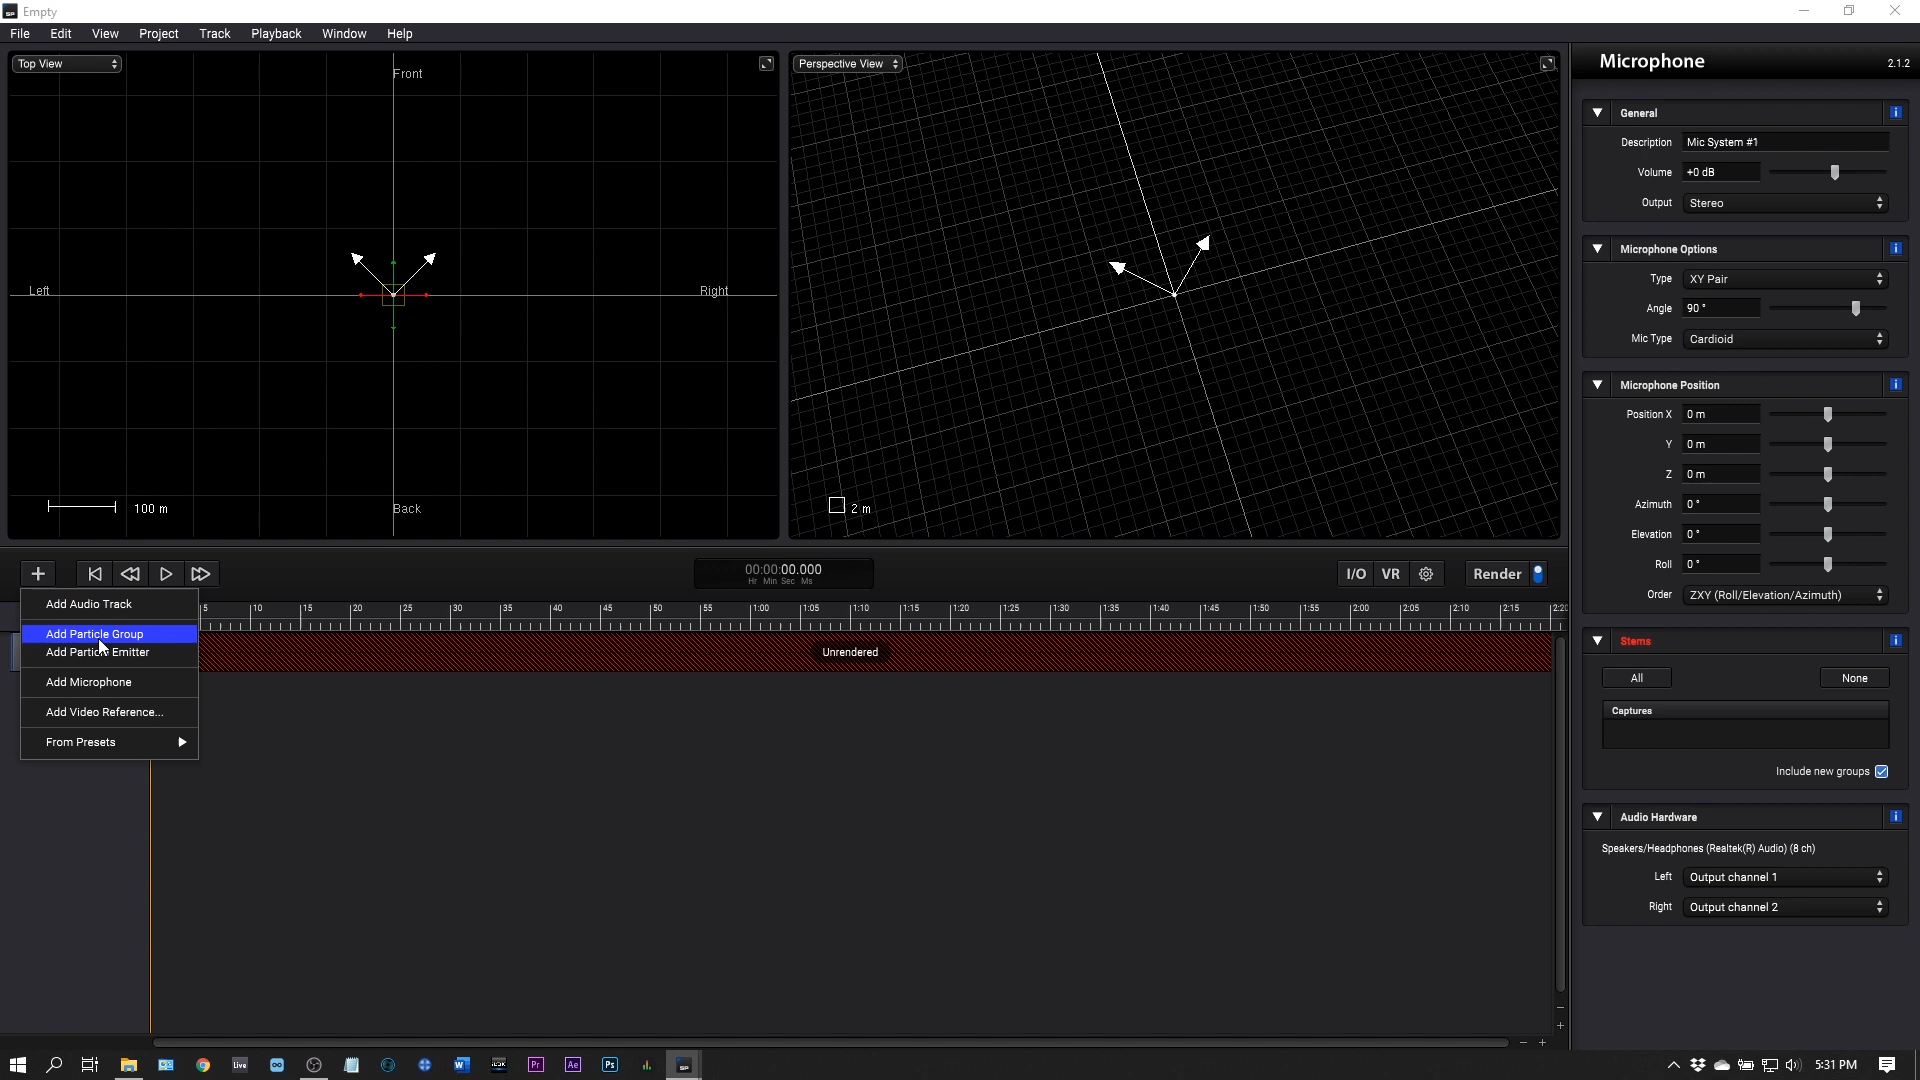 Empty
File Edit View Project Track Playback Window Help
Top View
Front
Left
Right
100 m
Back
Perspective View
2 m
Microphone 2.1.2
General
Description Mic System #1
Volume +0 dB
Output Stereo
Microphone Options
Type XY Pair
Angle 90 °
Mic Type Cardioid
Microphone Position
Position X 0 m
Y 0 m
Z 0 m
Azimuth 0 °
Elevation 0 °
Roll 0 °
Order ZXY (Roll/Elevation/Azimuth)
Stems
All None
Captures
Include new groups
Audio Hardware
Speakers/Headphones (Realtek(R) Audio) (8 ch)
Left Output channel 1
Right Output channel 2
00:00:00.000
Hr Min Sec Ms
I/O VR Render
5 10 15 20 25 30 35 40 45 50 55 1:00 1:05 1:10 1:15 1:20 1:25 1:30 1:35 1:40 1:45 1:50 1:55 2:00 2:05 2:10 2:15 2:20
Unrendered
Add Audio Track
Add Particle Group
Add Particle Emitter
Add Microphone
Add Video Reference...
From Presets
Live W Pr Ae Ps SP
5:31 PM